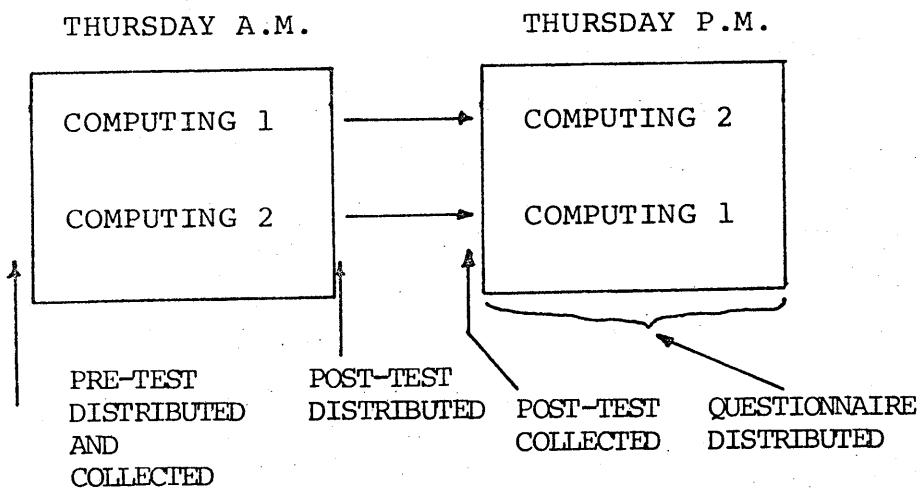 THURSDAY A.M.
THURSDAY P.M.
COMPUTING 1
COMPUTING 2
COMPUTING 2
COMPUTING 1
PRE-TEST
DISTRIBUTED
AND
COLLECTED
POST-TEST
DISTRIBUTED
POST-TEST
COLLECTED
QUESTIONNAIRE
DISTRIBUTED